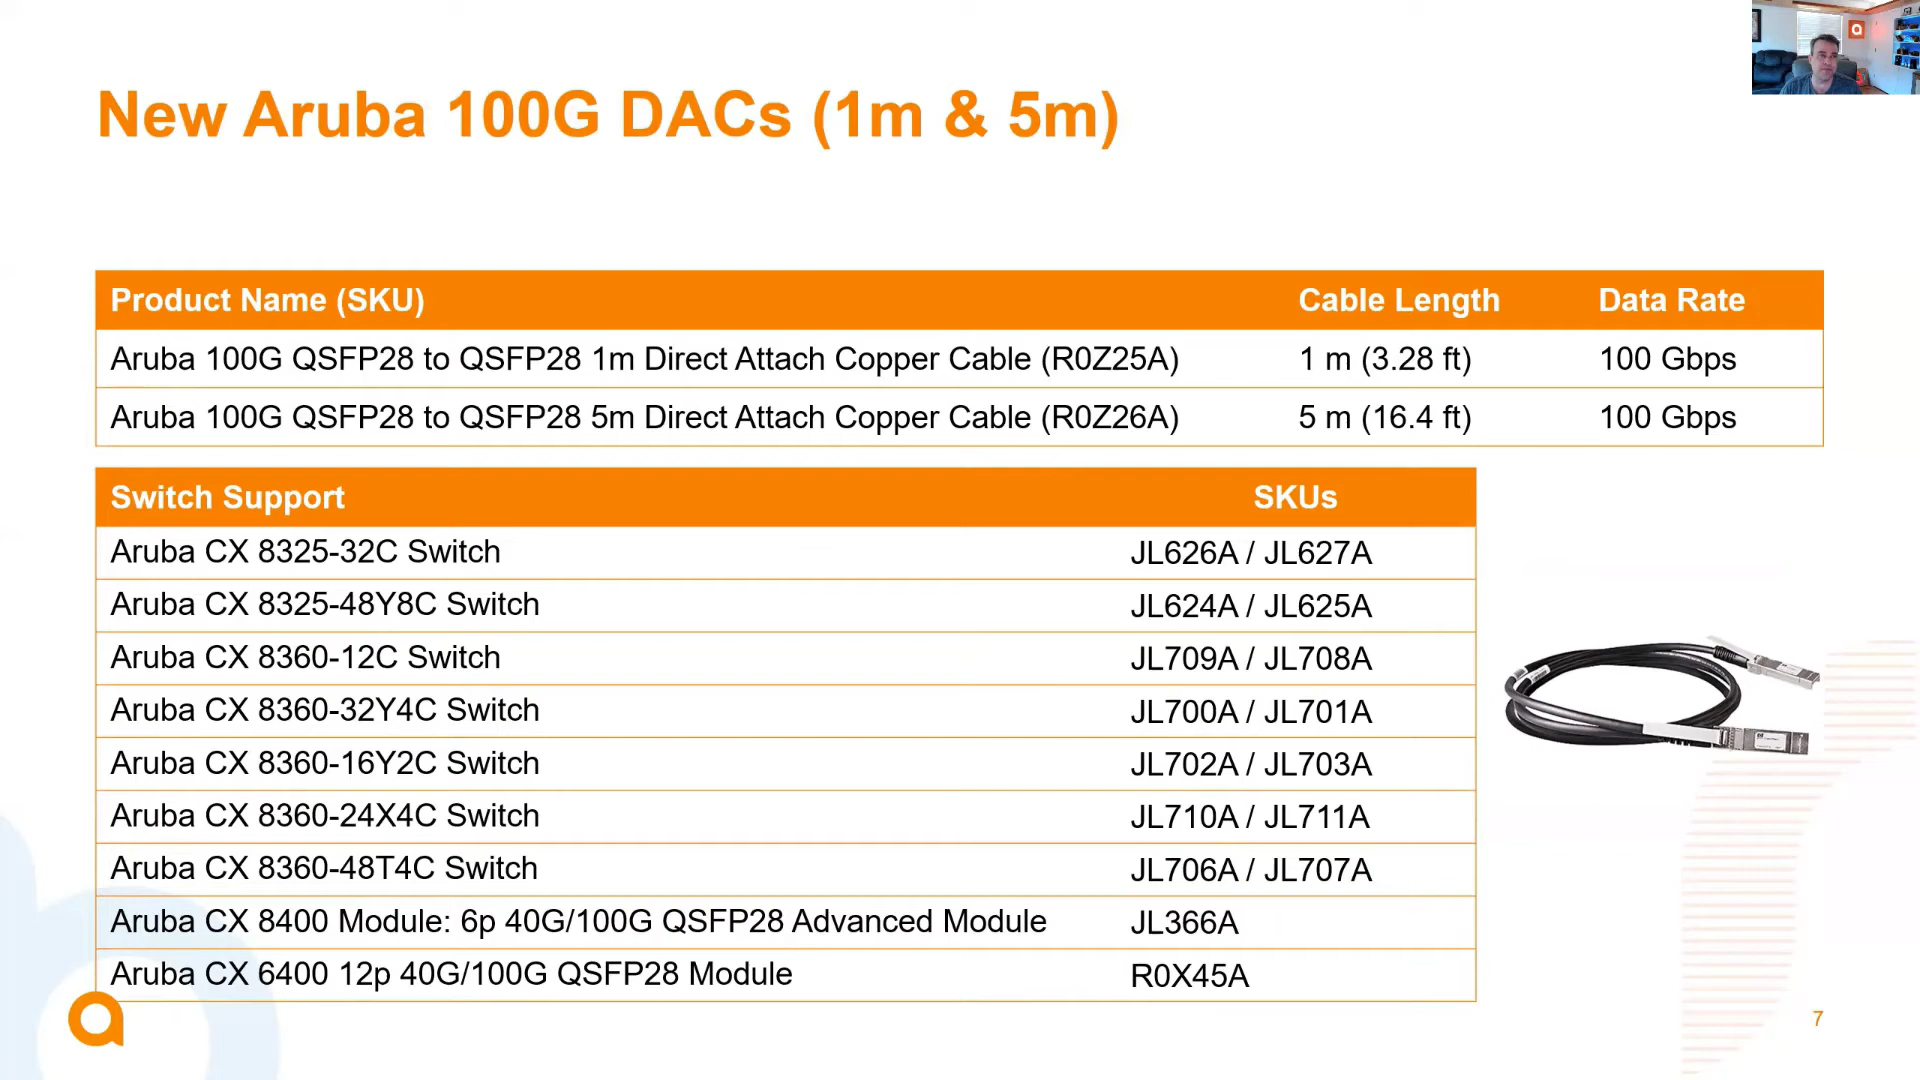 New Aruba 100G DACs (1m & 5m)
Product Name (SKU) Cable Length Data Rate
Aruba 100G QSFP28 to QSFP28 1m Direct Attach Copper Cable (R0Z25A) 1 m (3.28 ft) 100 Gbps
Aruba 100G QSFP28 to QSFP28 5m Direct Attach Copper Cable (R0Z26A) 5 m (16.4 ft) 100 Gbps
Switch Support SKUs
Aruba CX 8325-32C Switch JL626A / JL627A
Aruba CX 8325-48Y8C Switch JL624A / JL625A
Aruba CX 8360-12C Switch JL709A / JL708A
Aruba CX 8360-32Y4C Switch JL700A / JL701A
Aruba CX 8360-16Y2C Switch JL702A / JL703A
Aruba CX 8360-24X4C Switch JL710A / JL711A
Aruba CX 8360-48T4C Switch JL706A / JL707A
Aruba CX 8400 Module: 6p 40G/100G QSFP28 Advanced Module JL366A
Aruba CX 6400 12p 40G/100G QSFP28 Module R0X45A
7